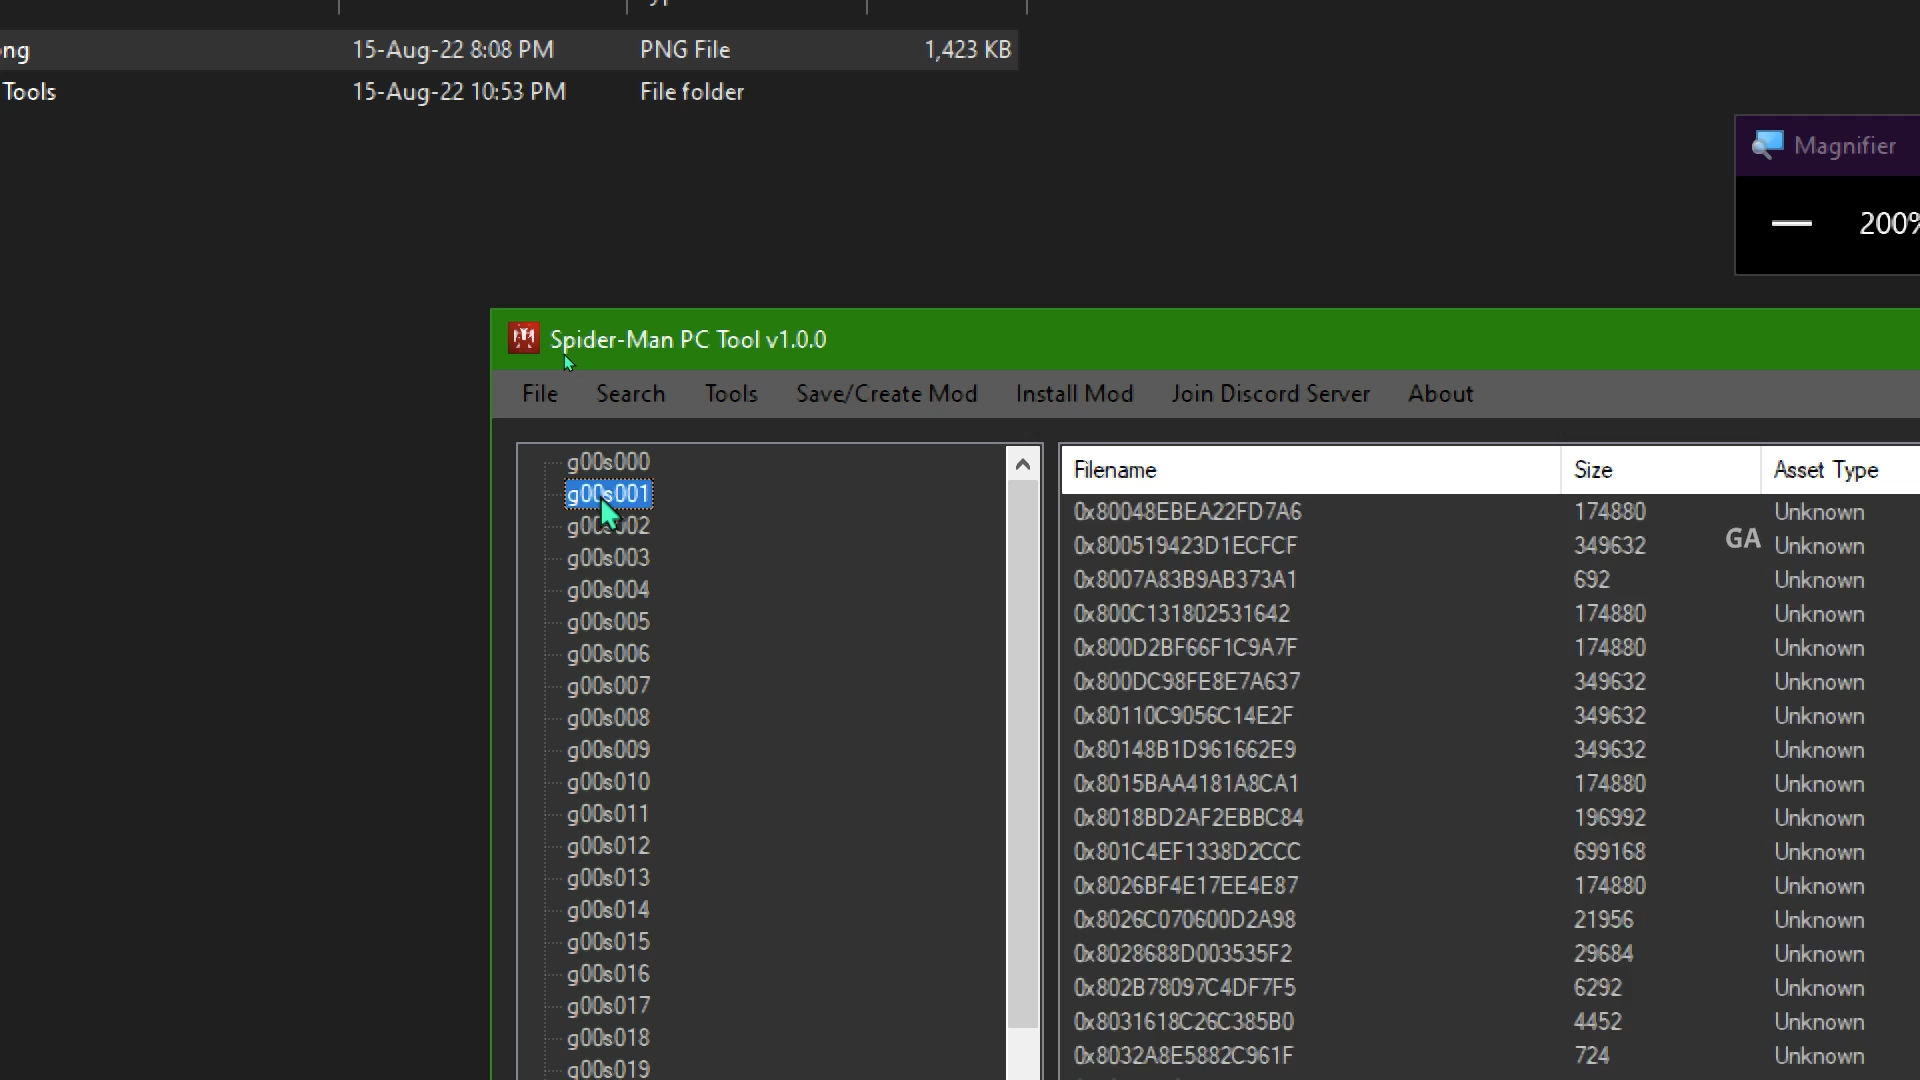 ng 15-Aug-22 8:08 PM PNG File 1,423 KB
Tools 15-Aug-22 10:53 PM File folder
Magnifier
200%
Spider-Man PC Tool v1.0.0
File Search Tools Save/Create Mod Install Mod Join Discord Server About
g00s000
g00s001
g00s002
g00s003
g00s004
g00s005
g00s006
g00s007
g00s008
g00s009
g00s010
g00s011
g00s012
g00s013
g00s014
g00s015
g00s016
g00s017
g00s018
g00s019
Filename Size Asset Type
0x80048EBEA22FD7A6 174880 Unknown
GA
0x800519423D1ECFCF 349632 Unknown
0x8007A83B9AB373A1 692 Unknown
0x800C131802531642 174880 Unknown
0x800D2BF66F1C9A7F 174880 Unknown
0x800DC98FE8E7A637 349632 Unknown
0x80110C9056C14E2F 349632 Unknown
0x80148B1D961662E9 349632 Unknown
0x8015BAA4181A8CA1 174880 Unknown
0x8018BD2AF2EBBC84 196992 Unknown
0x801C4EF1338D2CCC 699168 Unknown
0x8026BF4E17EE4E87 174880 Unknown
0x8026C070600D2A98 21956 Unknown
0x8028688D003535F2 29684 Unknown
0x802B78097C4DF7F5 6292 Unknown
0x8031618C26C385B0 4452 Unknown
0x8032A8E5882C961F 724 Unknown